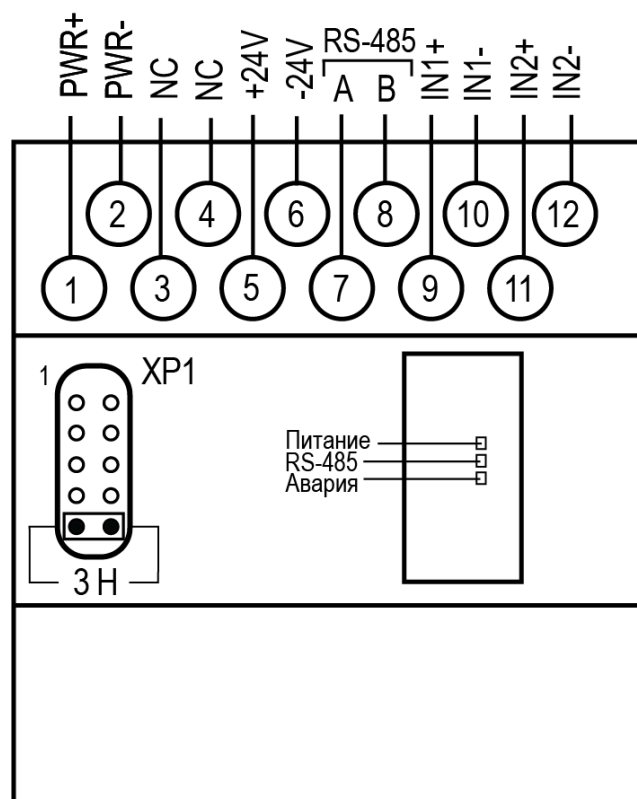 PWR+ PWR- NC NC +24V -24V RS-485 IN1+ IN1- IN2+ IN2-
A B
2 4 6 8 10 12
1 3 5 7 9 11
1 XP1
Питание
RS-485
Авария
3 Н